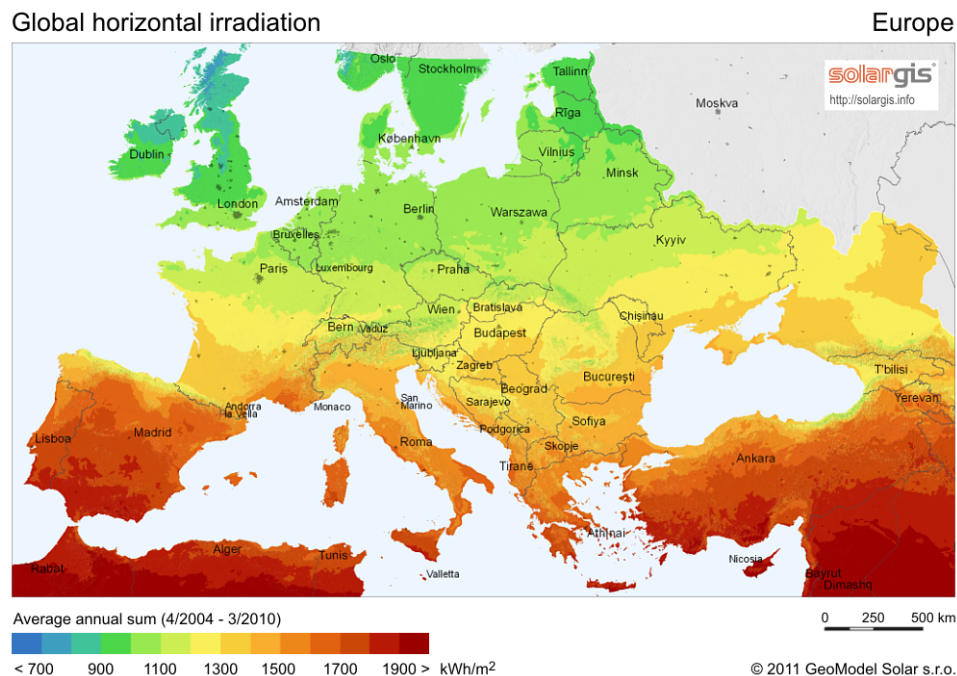 Global horizontal irradiation
Europe
solargis
http://solargis.info
Oslo
Stockholm
Tallinn
Moskva
Rīga
København
Dublin
Vilnius
Minsk
London
Amsterdam
Berlin
Warszawa
Bruxelles
Kyyiv
Paris
Luxembourg
Praha
Wien
Bratislava
Chişinău
Bern
Vaduz
Budapest
Ljubljana
Zagreb
T'bilisi
Bucureşti
Beograd
Yerevan
Andorra
la Vella
Monaco
San
Marino
Sarajevo
Sofiya
Podgorica
Lisboa
Madrid
Roma
Skopje
Ankara
Tiranë
Athínai
Alger
Tunis
Nicosia
Rabat
Valletta
Bayrut
Dimashq
Average annual sum (4/2004 - 3/2010)
0 250 500 km
< 700 900 1100 1300 1500 1700 1900 > kWh/m²
© 2011 GeoModel Solar s.r.o.